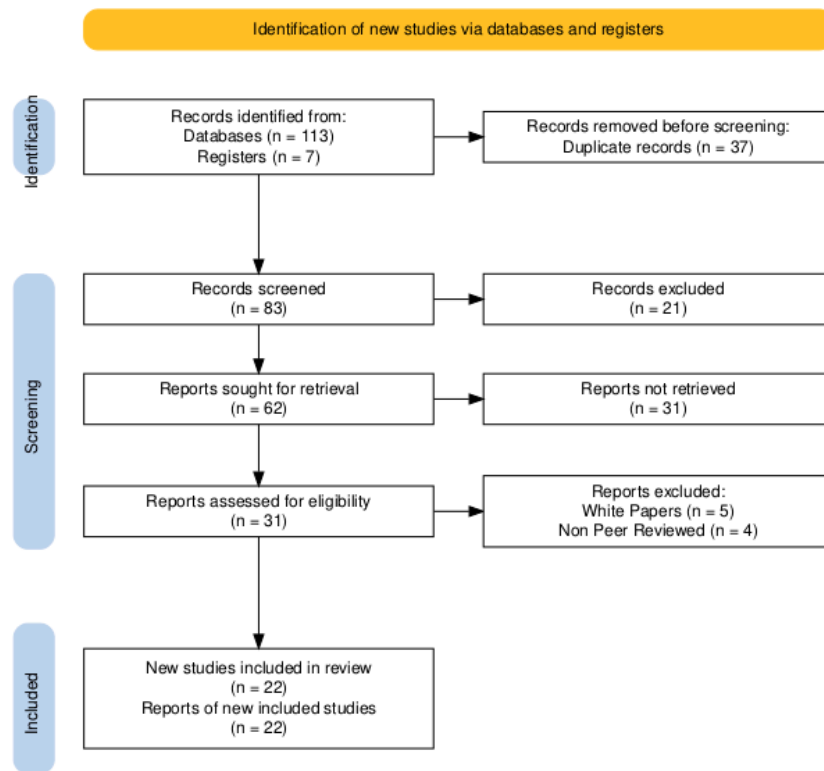 Identification of new studies via databases and registers
Identification
Records identified from:
Databases (n = 113)
Registers (n = 7)
Records removed before screening:
Duplicate records (n = 37)
Screening
Records screened
(n = 83)
Records excluded
(n = 21)
Reports sought for retrieval
(n = 62)
Reports not retrieved
(n = 31)
Reports assessed for eligibility
(n = 31)
Reports excluded:
White Papers (n = 5)
Non Peer Reviewed (n = 4)
Included
New studies included in review
(n = 22)
Reports of new included studies
(n = 22)